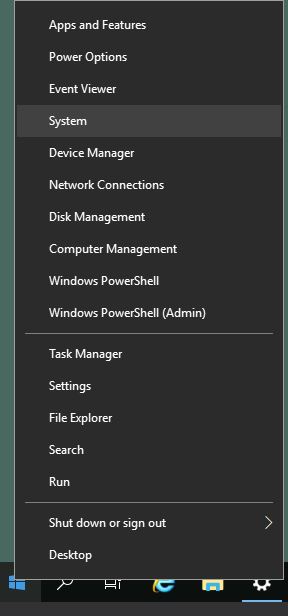 Apps and Features
Power Options
Event Viewer
System
Device Manager
Network Connections
Disk Management
Computer Management
Windows PowerShell
Windows PowerShell (Admin)
Task Manager
Settings
File Explorer
Search
Run
Shut down or sign out
Desktop